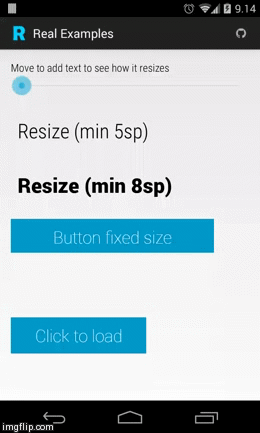 9.14
R Real Examples
Move to add text to see how it resizes
Resize (min 5sp)
Resize (min 8sp)
Button fixed size
Click to load
imgflip.com